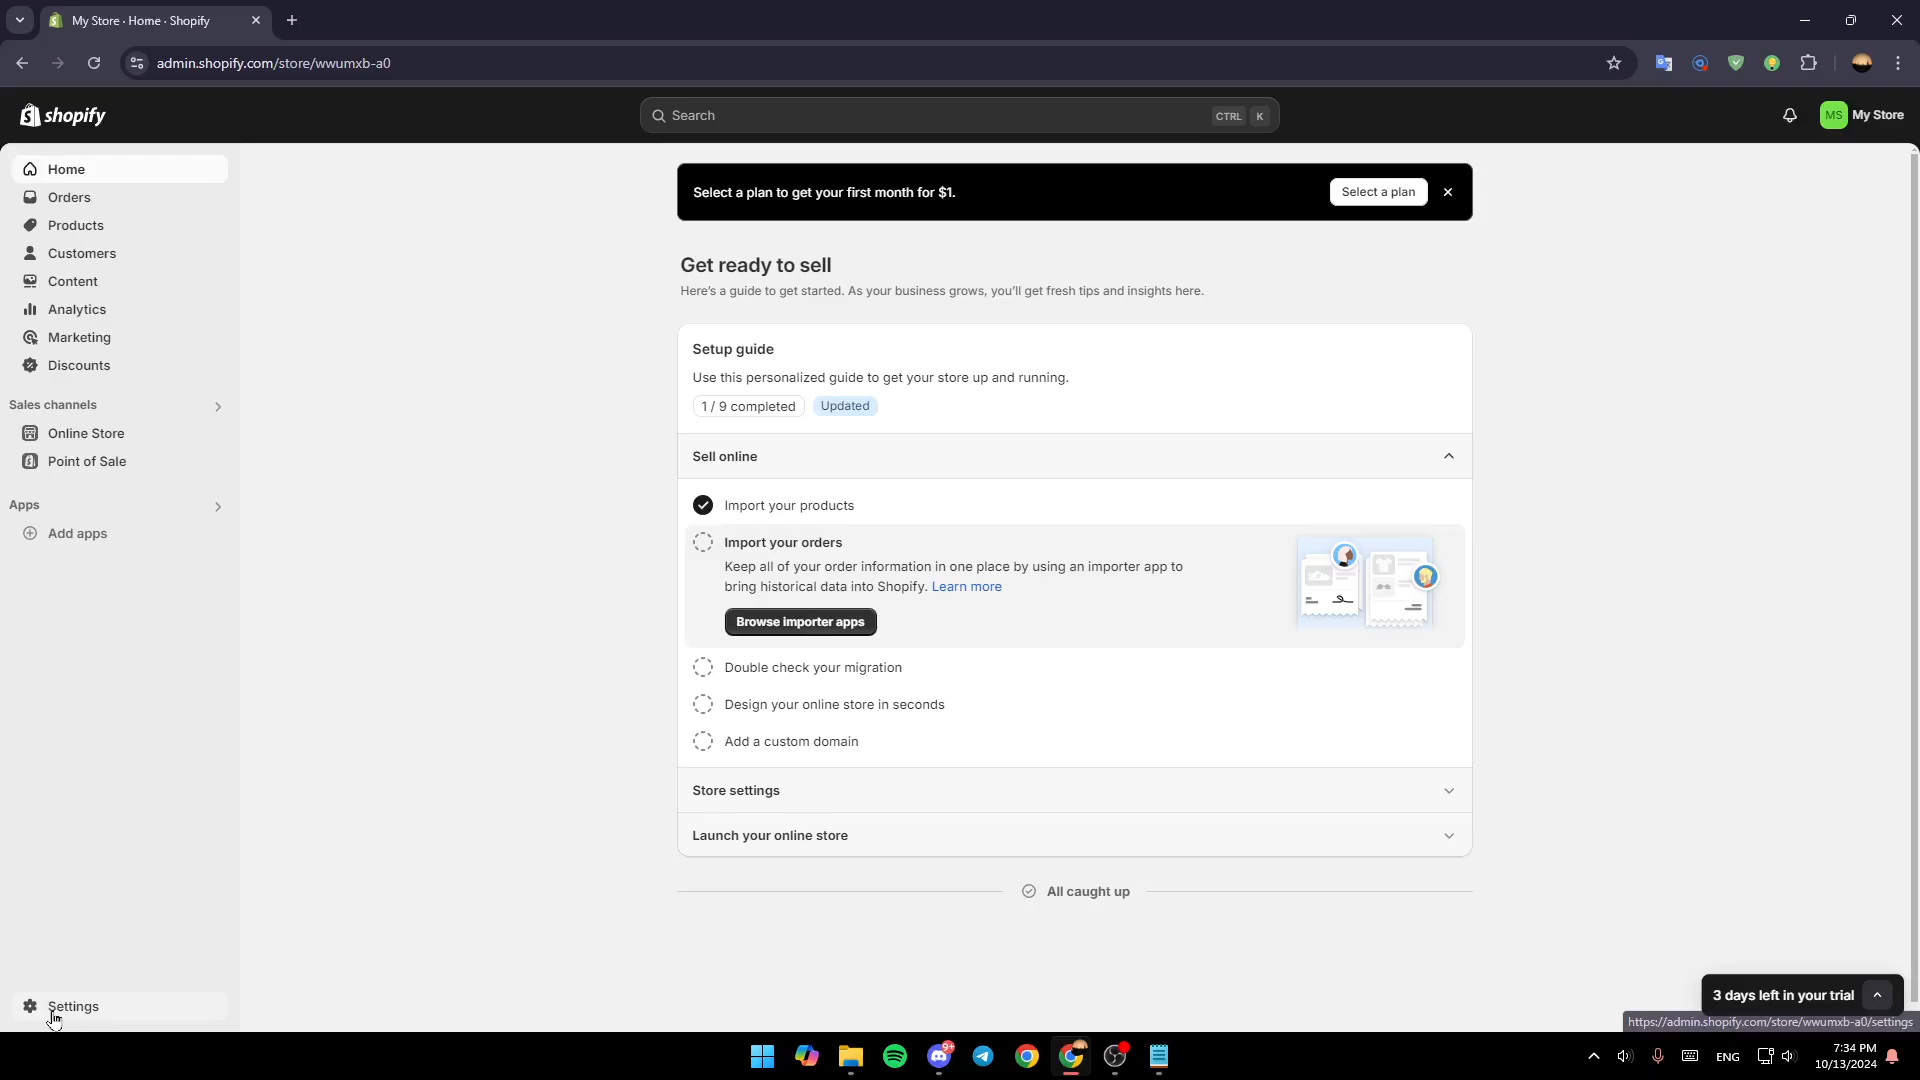 My Store · Home · Shopify
admin.shopify.com/store/wwumxb-a0
shopify
Search
CTRL K
MS My Store
Home
Orders
Products
Customers
Content
Analytics
Marketing
Discounts
Sales channels
Online Store
Point of Sale
Apps
Add apps
Settings
Select a plan to get your first month for $1.
Select a plan
Get ready to sell
Here's a guide to get started. As your business grows, you'll get fresh tips and insights here.
Setup guide
Use this personalized guide to get your store up and running.
1 / 9 completed
Updated
Sell online
Import your products
Import your orders
Keep all of your order information in one place by using an importer app to
bring historical data into Shopify. Learn more
Browse importer apps
Double check your migration
Design your online store in seconds
Add a custom domain
Store settings
Launch your online store
All caught up
3 days left in your trial
https://admin.shopify.com/store/wwumxb-a0/settings
9+
ENG
7:34 PM
10/13/2024